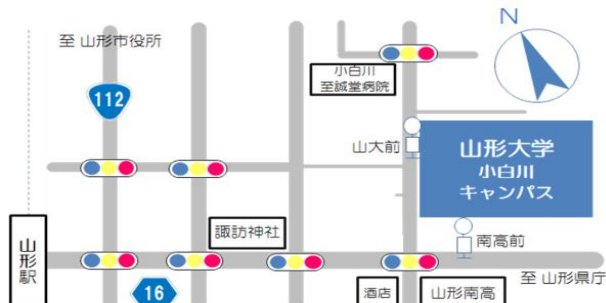 N
至 山形市役所
小白川
至誠堂病院
112
山大前
山形大学
小白川
キャンパス
諏訪神社
南高前
山形駅
至 山形県庁
16
酒店
山形南高